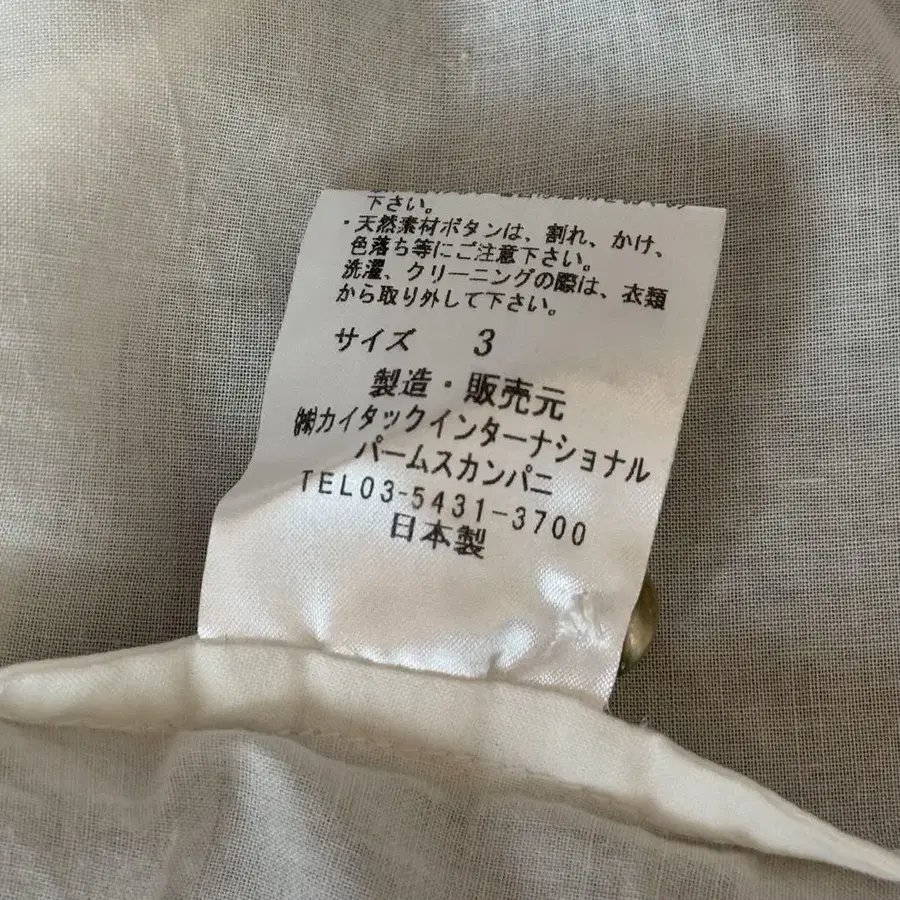 下さい。
・天然素材ボタンは、割れ、かけ、
色落ち等にご注意下さい。
洗濯、クリーニングの際は、衣類
から取り外して下さい。
サイズ 3
製造・販売元
㈱カイタックインターナショナル
パームスカンパニ
TEL03-5431-3700
日本製